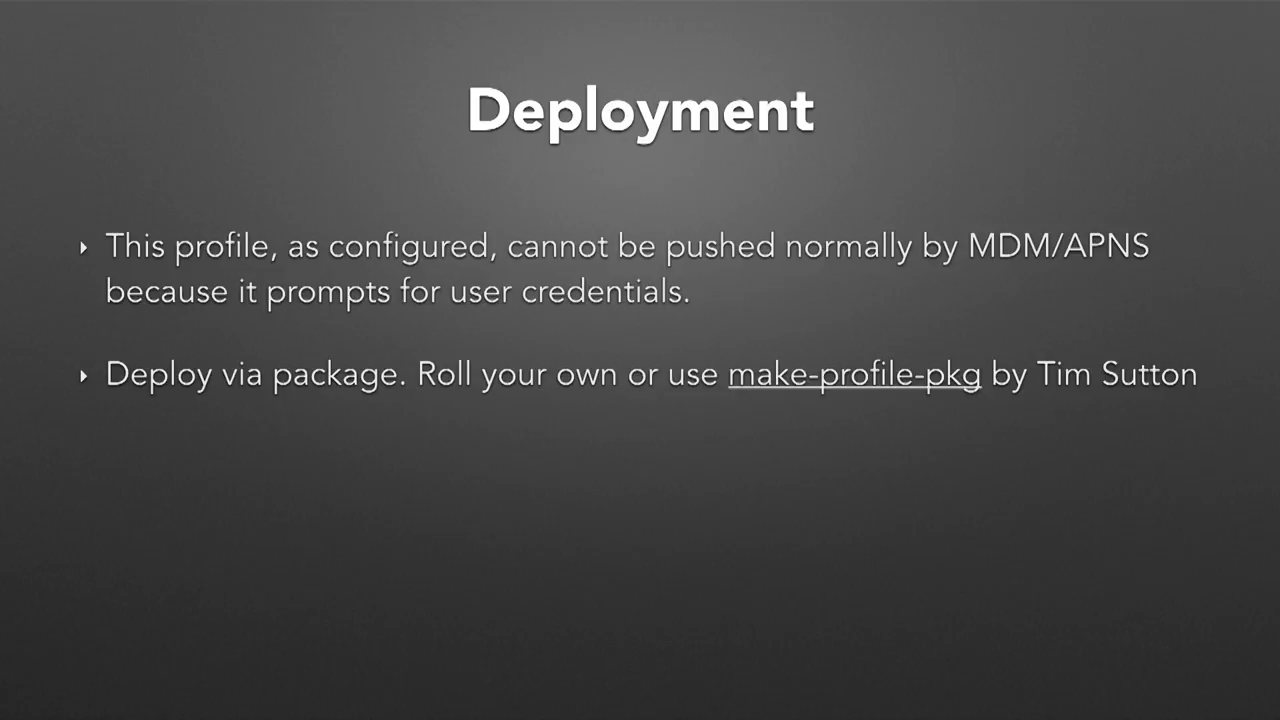 Deployment
This profile, as configured, cannot be pushed normally by MDM/APNS
because it prompts for user credentials.
Deploy via package. Roll your own or use make-profile-pkg by Tim Sutton